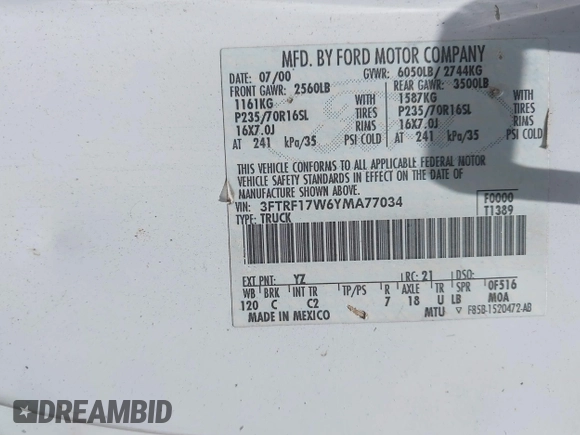 MFD. BY FORD MOTOR COMPANY
DATE: 07/00 GVWR: 6050LB/ 2744KG
FRONT GAWR: 2560LB REAR GAWR: 3500LB
1161KG WITH 1587KG WITH
P235/70R16SL TIRES P235/70R16SL TIRES
16X7.0J RIMS 16X7.0J RIMS
AT 241 kPa/35 PSI COLD AT 241 kPa/35 PSI COLD
THIS VEHICLE CONFORMS TO ALL APPLICABLE FEDERAL MOTOR
VEHICLE SAFETY STANDARDS IN EFFECT ON THE DATE OF
MANUFACTURE SHOWN ABOVE.
VIN: 3FTRF17W6YMA77034 F0000
TYPE: TRUCK T1389
EXT PNT: YZ RC: 21 DSO:
WB BRK INT TR TP/PS R AXLE TR SPR 0F516
120 C C2 7 18 U LB M0A
MADE IN MEXICO MTU F85B-1520472-AB
DREAMBID